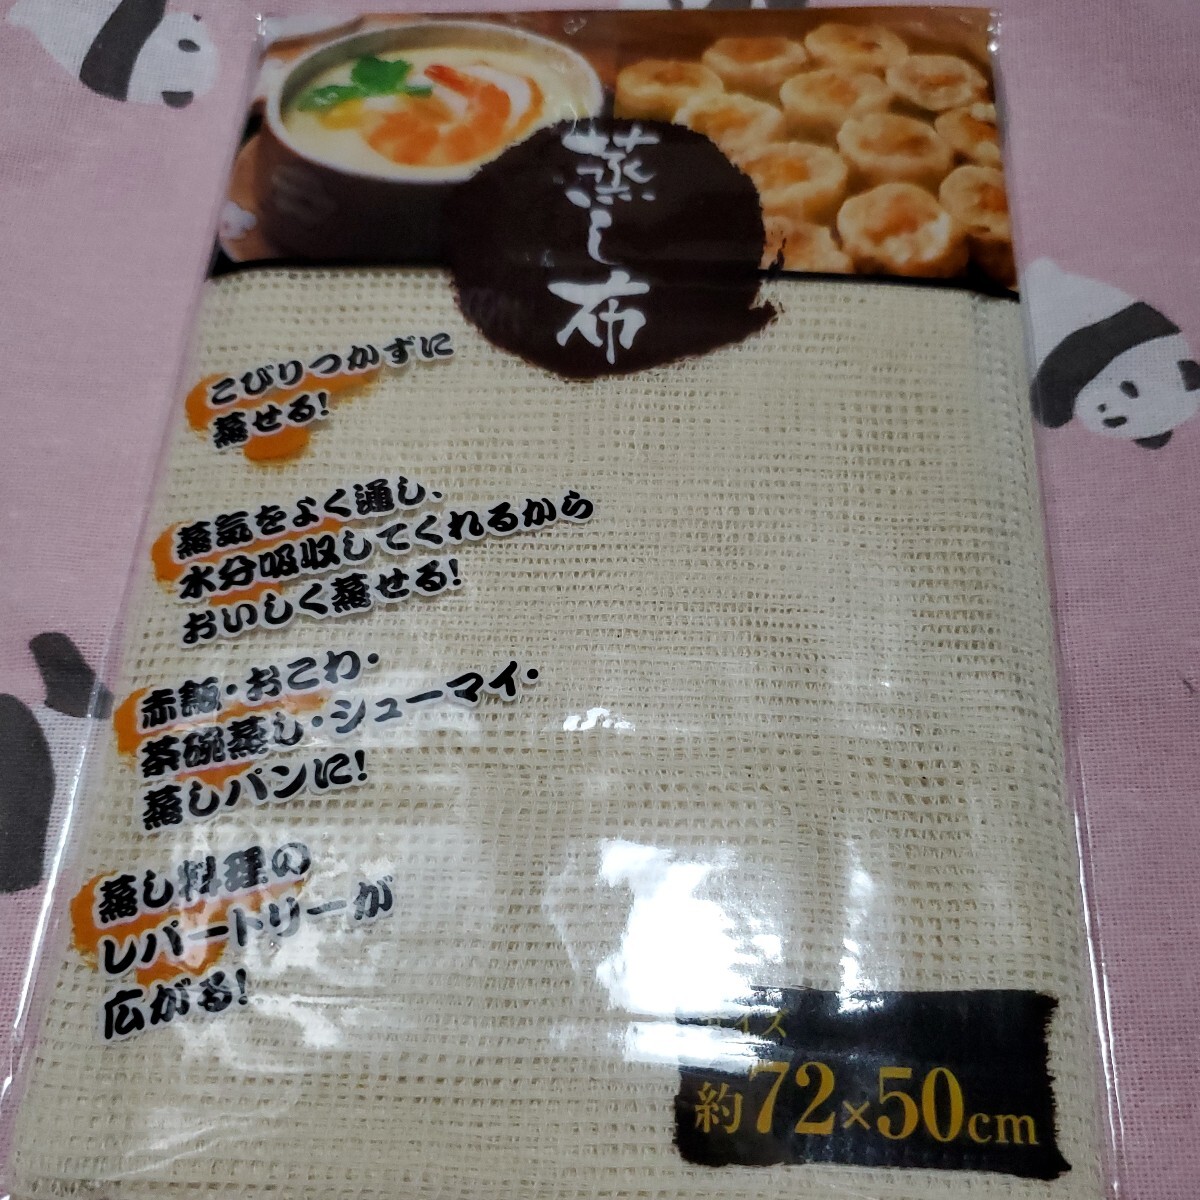 蒸し布
こびりつかずに
蒸せる!
蒸気をよく通し、
水分吸収してくれるから
おいしく蒸せる!
赤飯・おこわ・
茶碗蒸し・シューマイ・
蒸しパンに!
蒸し料理の
レパートリーが
広がる!
サイズ
約72×50cm